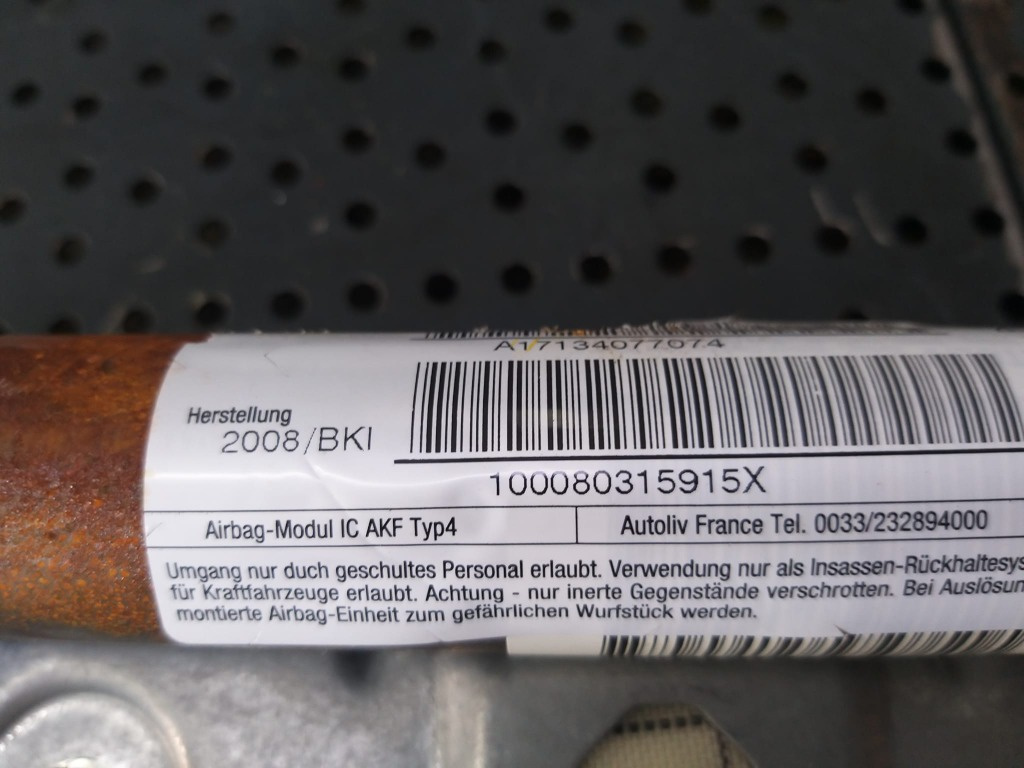 A17134077074
Herstellung
2008/BKI
100080315915X
Airbag-Modul IC AKF Typ4
Autoliv France Tel. 0033/232894000
Umgang nur duch geschultes Personal erlaubt. Verwendung nur als Insassen-Rückhaltesys
für Kraftfahrzeuge erlaubt. Achtung - nur inerte Gegenstände verschrotten. Bei Auslösun
montierte Airbag-Einheit zum gefährlichen Wurfstück werden.